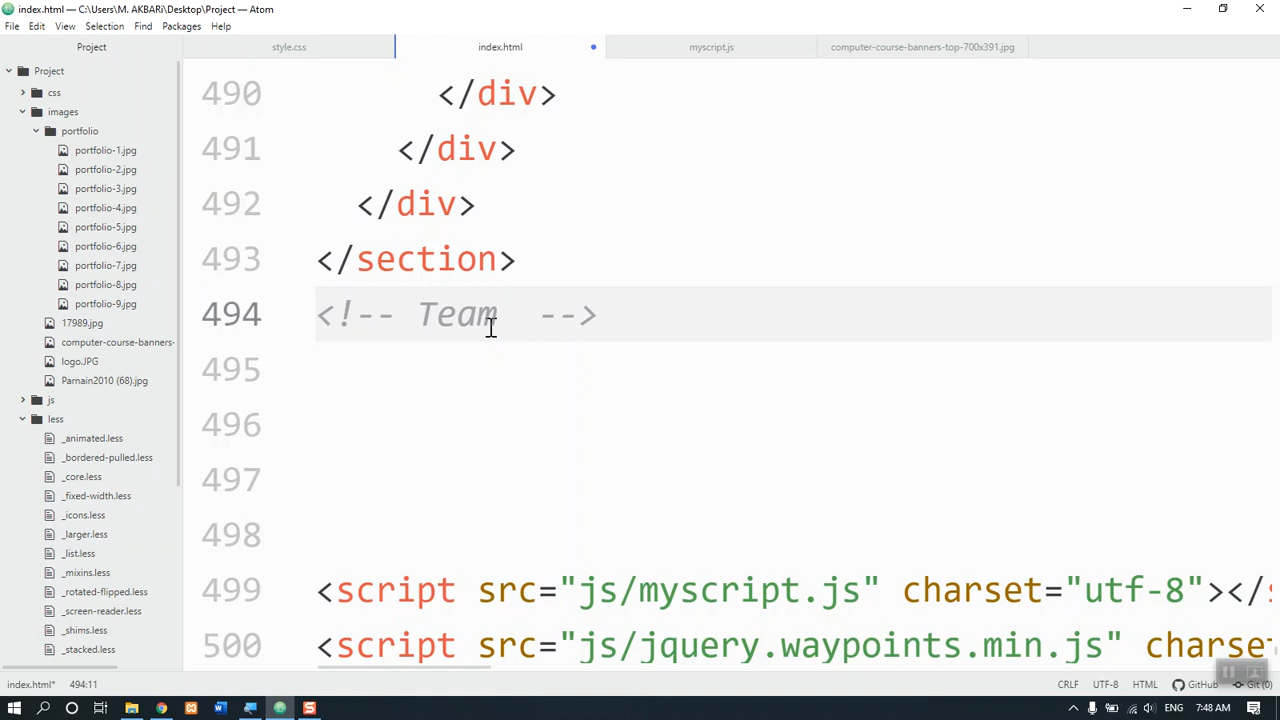 index.html — C:\Users\M. AKBARi\Desktop\Project — Atom
File Edit View Selection Find Packages Help
Project
style.css
index.html
myscript.js
computer-course-banners-top-700x391.jpg
Project
css
images
portfolio
portfolio-1.jpg
portfolio-2.jpg
portfolio-3.jpg
portfolio-4.jpg
portfolio-5.jpg
portfolio-6.jpg
portfolio-7.jpg
portfolio-8.jpg
portfolio-9.jpg
17989.jpg
computer-course-banners-
logo.JPG
Parnain2010 (68).jpg
js
less
_animated.less
_bordered-pulled.less
_core.less
_fixed-width.less
_icons.less
_larger.less
_list.less
_mixins.less
_rotated-flipped.less
_screen-reader.less
_shims.less
_stacked.less
490 </div>
491 </div>
492 </div>
493 </section>
494 <!-- Team  -->
495
496
497
498
499 <script src="js/myscript.js" charset="utf-8"></s
500 <script src="js/jquery.waypoints.min.js" charse
index.html* 494:11
CRLF UTF-8 HTML GitHub Git (0)
ENG 7:48 AM